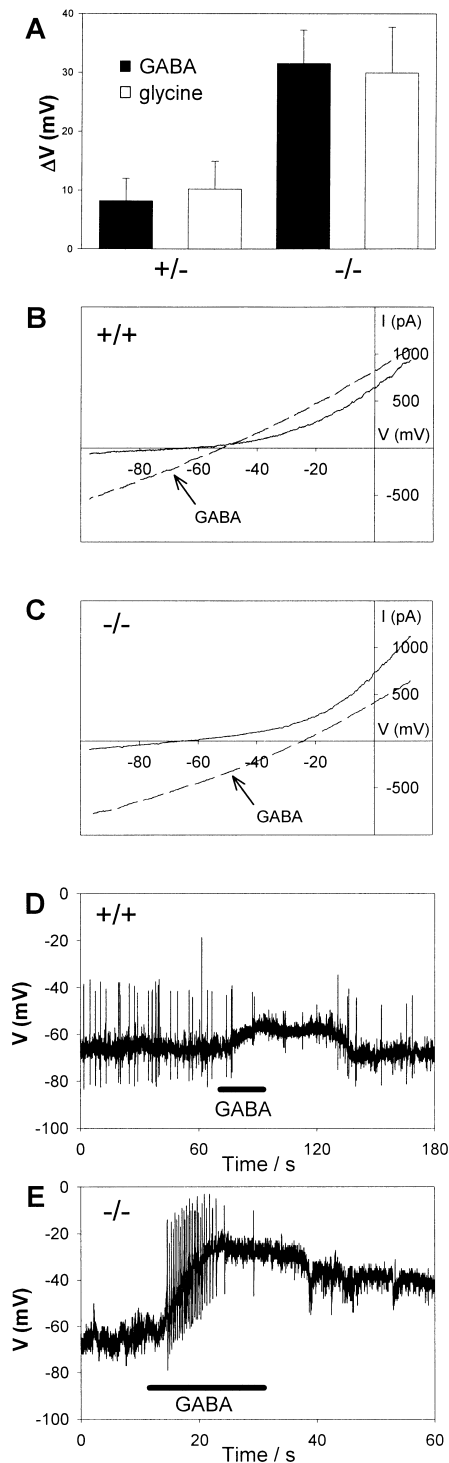 A
40
30
20
10
0
ΔV (mV)
GABA
glycine
+/-
-/-
B
+/+
I (pA)
1000
500
V (mV)
-80 -60 -40 -20
-500
GABA
C
-/-
I (pA)
1000
500
V (mV)
-80 -60 -40 -20
-500
GABA
D
+/+
0
-20
-40
-60
-80
-100
V (mV)
GABA
0 60 120 180
Time / s
E
-/-
0
-20
-40
-60
-80
-100
V (mV)
GABA
0 20 40 60
Time / s